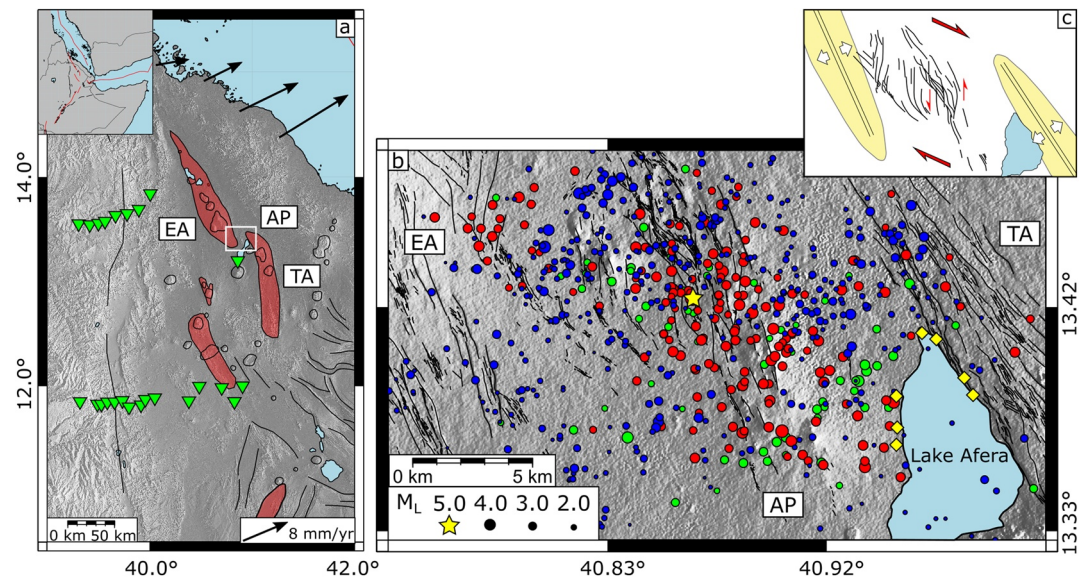 a
14.0°
12.0°
EA
AP
TA
0 km 50 km
8 mm/yr
40.0°
42.0°
b
EA
TA
AP
Lake Afera
0 km
5 km
M_L 5.0 4.0 3.0 2.0
13.42°
13.33°
40.83°
40.92°
c